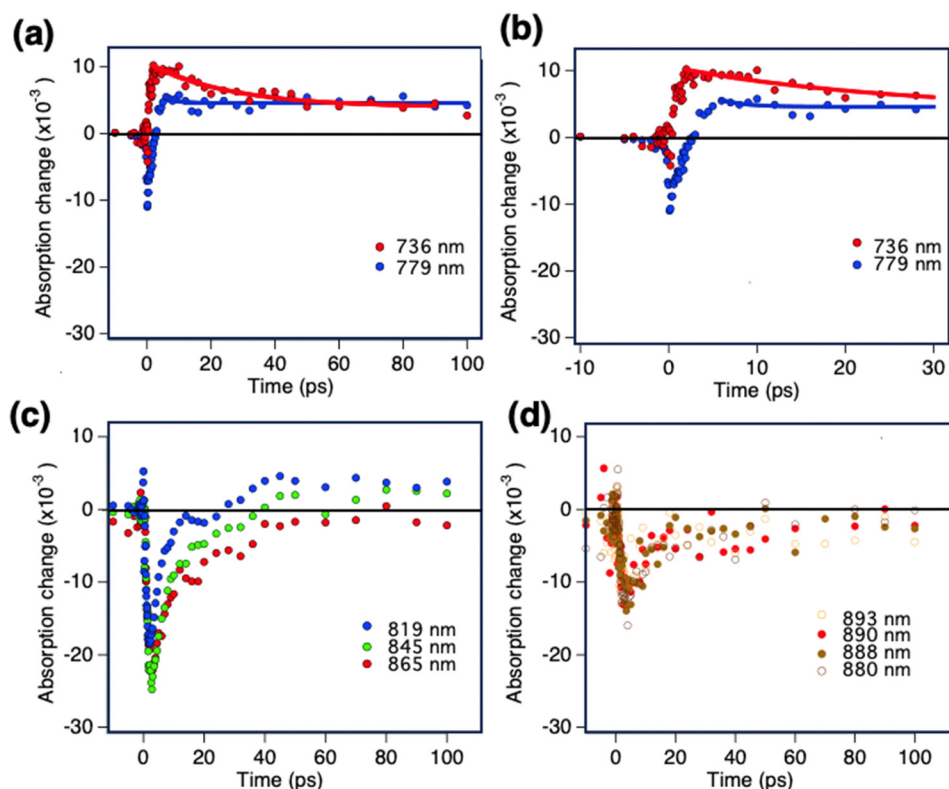 (a)
Absorption change (x10-3)
10
0
-10
-20
-30
736 nm
779 nm
0 20 40 60 80 100
Time (ps)
(b)
Absorption change (x10-3)
10
0
-10
-20
-30
736 nm
779 nm
-10 0 10 20 30
Time (ps)
(c)
Absorption change (x10-3)
10
0
-10
-20
-30
819 nm
845 nm
865 nm
0 20 40 60 80 100
Time (ps)
(d)
Absorption change (x10-3)
10
0
-10
-20
-30
893 nm
890 nm
888 nm
880 nm
0 20 40 60 80 100
Time (ps)